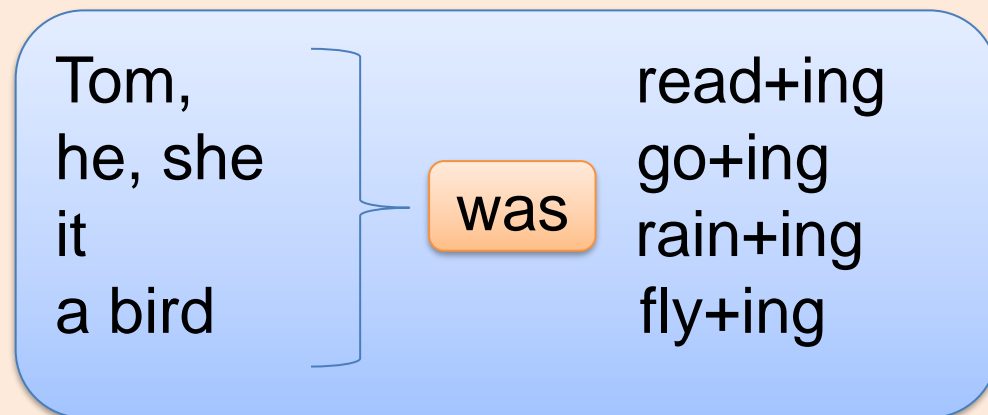 Tom,
he, she
it
a bird
was
read+ing
go+ing
rain+ing
fly+ing